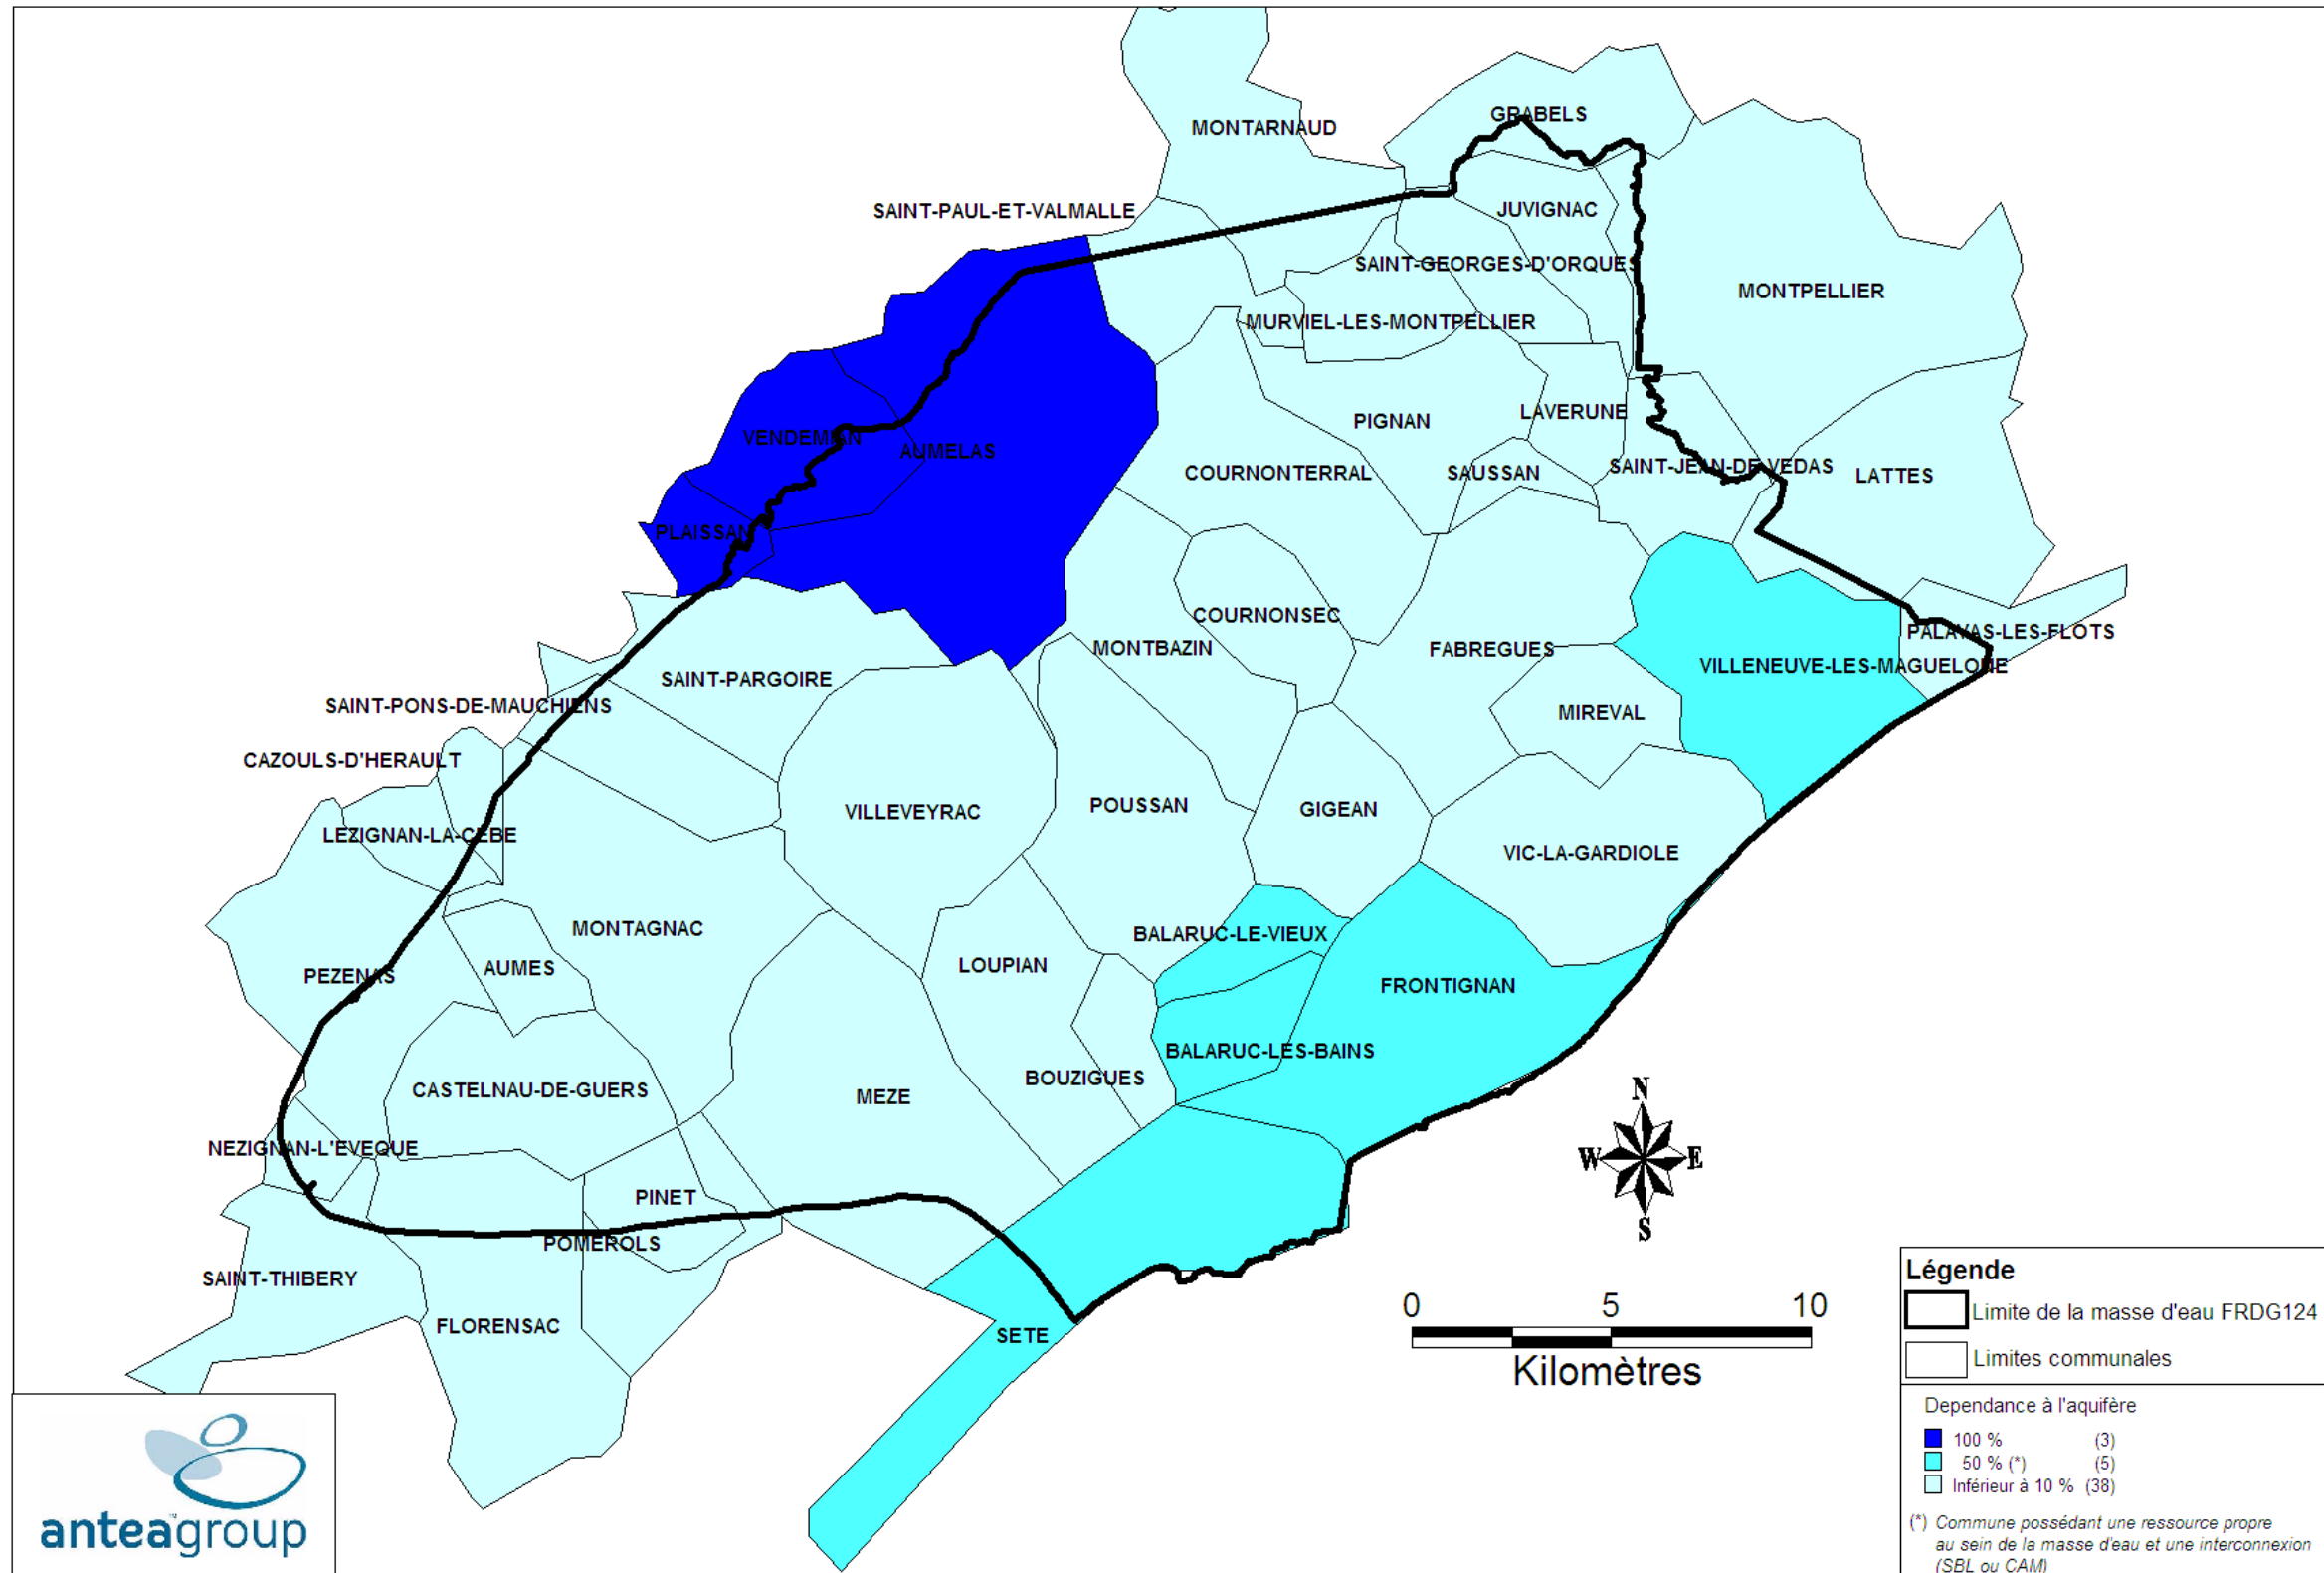 GRABELS
MONTARNAUD
SAINT-PAUL-ET-VALMALLE
JUVIGNAC
SAINT-GEORGES-D'ORQUES
MONTPELLIER
MURVIEL-LES-MONTPELLIER
PIGNAN
LAVERUNE
VENDEMIAN
AUMELAS
COURNONTERRAL
SAUSSAN
SAINT-JEAN-DE-VEDAS
LATTES
PLAISSAN
COURNONSEC
PALAVAS-LES-FLOTS
MONTBAZIN
FABREGUES
VILLENEUVE-LES-MAGUELONE
SAINT-PARGOIRE
SAINT-PONS-DE-MAUCHIENS
MIREVAL
CAZOULS-D'HERAULT
VILLEVEYRAC
POUSSAN
GIGEAN
LEZIGNAN-LA-CEBE
VIC-LA-GARDIOLE
MONTAGNAC
BALARUC-LE-VIEUX
PEZENAS
AUMES
LOUPIAN
FRONTIGNAN
BALARUC-LES-BAINS
CASTELNAU-DE-GUERS
MEZE
BOUZIGUES
NEZIGNAN-L'EVEQUE
PINET
POMEROLS
SAINT-THIBERY
FLORENSAC
SETE
N
W E
S
0 5 10
Kilomètres
Légende
Limite de la masse d'eau FRDG124
Limites communales
Dependance à l'aquifère
100 % (3)
50 % (*) (5)
Inférieur à 10 % (38)
(*) Commune possédant une ressource propre
au sein de la masse d'eau et une interconnexion
(SBL ou CAM)
anteagroup